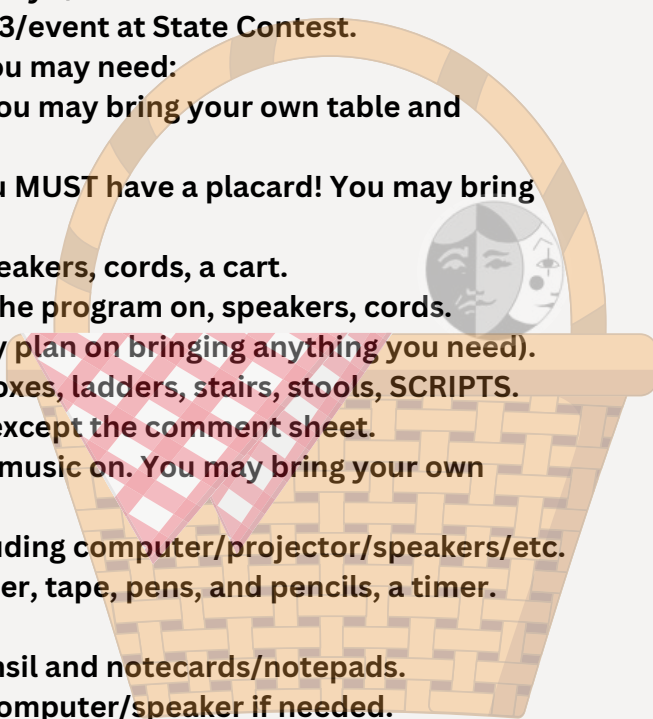 3/event at State Contest.
ou may need:
ou may bring your own table and
u MUST have a placard! You may bring
eakers, cords, a cart.
he program on, speakers, cords.
y plan on bringing anything you need).
oxes, ladders, stairs, stools, SCRIPTS.
except the comment sheet.
music on. You may bring your own
ding computer/projector/speakers/etc.
er, tape, pens, and pencils, a timer.
nsil and notecards/notepads.
omputer/speaker if needed.